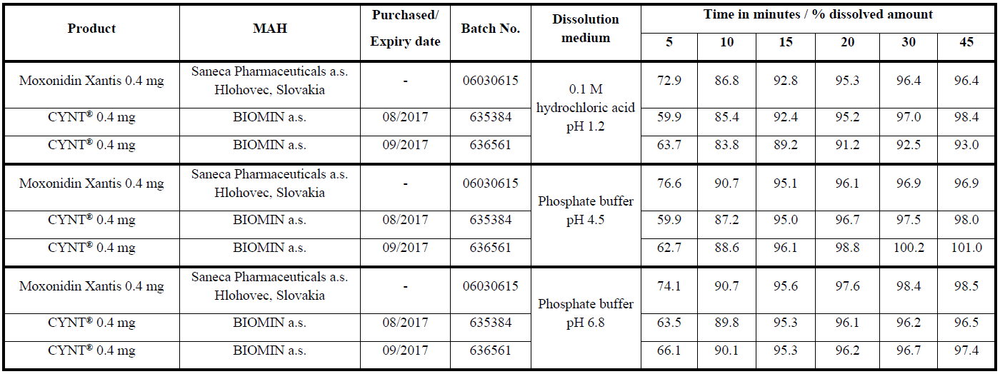 Product MAH Purchased/ Expiry date Batch No. Dissolution medium Time in minutes / % dissolved amount
5 10 15 20 30 45
Moxonidin Xantis 0.4 mg Saneca Pharmaceuticals a.s. Hlohovec, Slovakia - 06030615 0.1 M hydrochloric acid pH 1.2 72.9 86.8 92.8 95.3 96.4 96.4
CYNT® 0.4 mg BIOMIN a.s. 08/2017 635384 59.9 85.4 92.4 95.2 97.0 98.4
CYNT® 0.4 mg BIOMIN a.s. 09/2017 636561 63.7 83.8 89.2 91.2 92.5 93.0
Moxonidin Xantis 0.4 mg Saneca Pharmaceuticals a.s. Hlohovec, Slovakia - 06030615 Phosphate buffer pH 4.5 76.6 90.7 95.1 96.1 96.9 96.9
CYNT® 0.4 mg BIOMIN a.s. 08/2017 635384 59.9 87.2 95.0 96.7 97.5 98.0
CYNT® 0.4 mg BIOMIN a.s. 09/2017 636561 62.7 88.6 96.1 98.8 100.2 101.0
Moxonidin Xantis 0.4 mg Saneca Pharmaceuticals a.s. Hlohovec, Slovakia - 06030615 Phosphate buffer pH 6.8 74.1 90.7 95.6 97.6 98.4 98.5
CYNT® 0.4 mg BIOMIN a.s. 08/2017 635384 63.5 89.8 95.3 96.1 96.2 96.5
CYNT® 0.4 mg BIOMIN a.s. 09/2017 636561 66.1 90.1 95.3 96.2 96.7 97.4